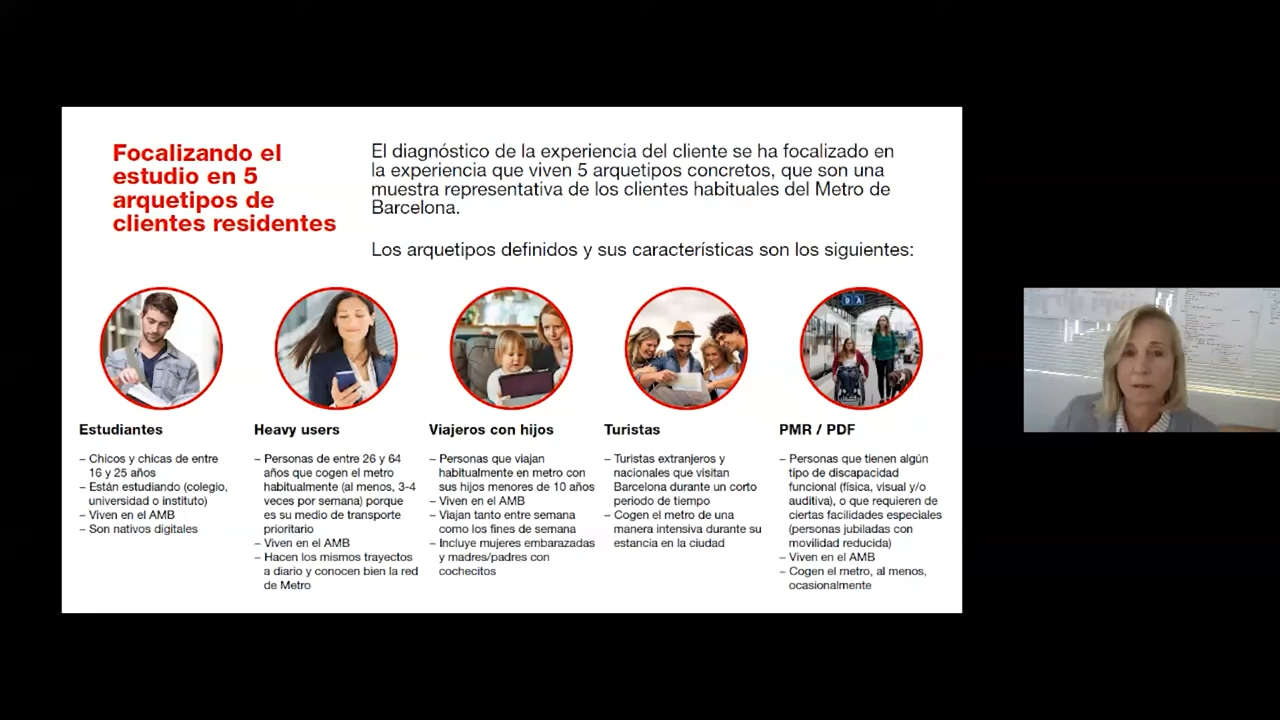 Focalizando el
estudio en 5
arquetipos de
clientes residentes
El diagnóstico de la experiencia del cliente se ha focalizado en
la experiencia que viven 5 arquetipos concretos, que son una
muestra representativa de los clientes habituales del Metro de
Barcelona.
Los arquetipos definidos y sus características son los siguientes:
D A
Estudiantes
– Chicos y chicas de entre
16 y 25 años
– Están estudiando (colegio,
universidad o instituto)
– Viven en el AMB
– Son nativos digitales
Heavy users
– Personas de entre 26 y 64
años que cogen el metro
habitualmente (al menos, 3-4
veces por semana) porque
es su medio de transporte
prioritario
– Viven en el AMB
– Hacen los mismos trayectos
a diario y conocen bien la red
de Metro
Viajeros con hijos
– Personas que viajan
habitualmente en metro con
sus hijos menores de 10 años
– Viven en el AMB
– Viajan tanto entre semana
como los fines de semana
– Incluye mujeres embarazadas
y madres/padres con
cochecitos
Turistas
– Turistas extranjeros y
nacionales que visitan
Barcelona durante un corto
periodo de tiempo
– Cogen el metro de una
manera intensiva durante su
estancia en la ciudad
PMR / PDF
– Personas que tienen algún
tipo de discapacidad
funcional (física, visual y/o
auditiva), o que requieren de
ciertas facilidades especiales
(personas jubiladas con
movilidad reducida)
– Viven en el AMB
– Cogen el metro, al menos,
ocasionalmente